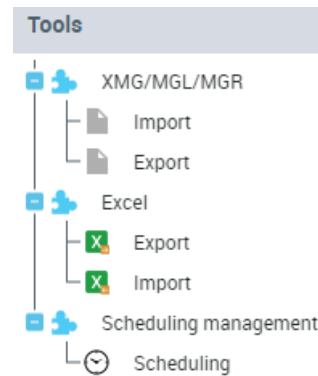 Tools
XMG/MGL/MGR
Import
Export
Excel
Export
Import
Scheduling management
Scheduling